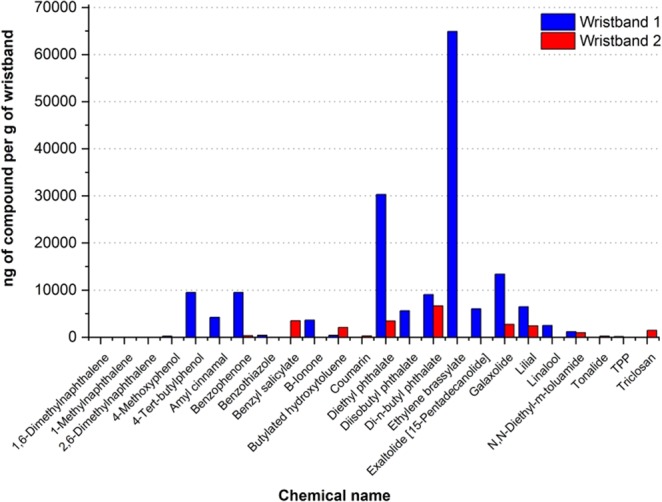 70000
60000
50000
40000
30000
20000
10000
0
ng of compound per g of wristband
Wristband 1
Wristband 2
1,6-Dimethylnaphthalene
1-Methylnaphthalene
2,6-Dimethylnaphthalene
4-Methoxyphenol
4-Tert-butylphenol
Amyl cinnamal
Benzophenone
Benzothiazole
Benzyl salicylate
B-Ionone
Butylated hydroxytoluene
Coumarin
Diethyl phthalate
Diisobutyl phthalate
Di-n-butyl phthalate
Ethylene brassylate
Exaltolide [15-Pentadecanolide]
Galaxolide
Lilial
Linalool
N,N-Diethyl-m-toluamide
Tonalide
TPP
Triclosan
Chemical name